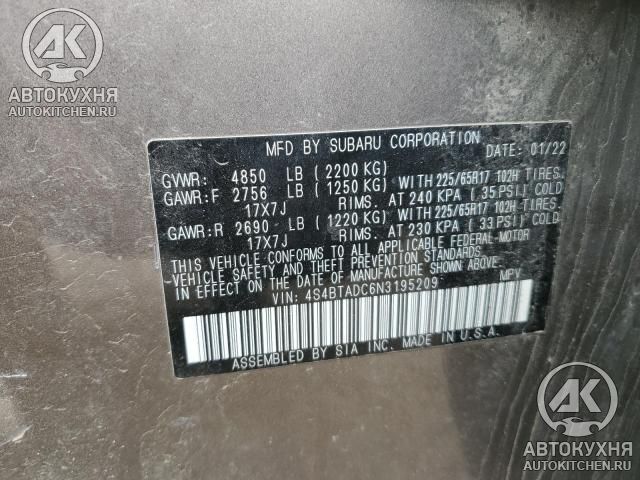 AK
АВТОКУХНЯ
AUTOKITCHEN.RU
MFD BY SUBARU CORPORATION DATE: 01/22
GVWR: 4850 LB (2200 KG)
GAWR:F 2756 LB (1250 KG) WITH 225/65R17 102H TIRES,
17X7J RIMS, AT 240 KPA (35 PSI) COLD
GAWR:R 2690 LB (1220 KG) WITH 225/65R17 102H TIRES,
17X7J RIMS, AT 230 KPA (33 PSI) COLD
THIS VEHICLE CONFORMS TO ALL APPLICABLE FEDERAL MOTOR
VEHICLE SAFETY AND THEFT PREVENTION STANDARDS IN EFFECT
ON THE DATE OF MANUFACTURE SHOWN ABOVE.
VIN: 4S4BTADC6N3195209 MPV
ASSEMBLED BY SIA INC. MADE IN U.S.A.
AK
АВТОКУХНЯ
AUTOKITCHEN.RU